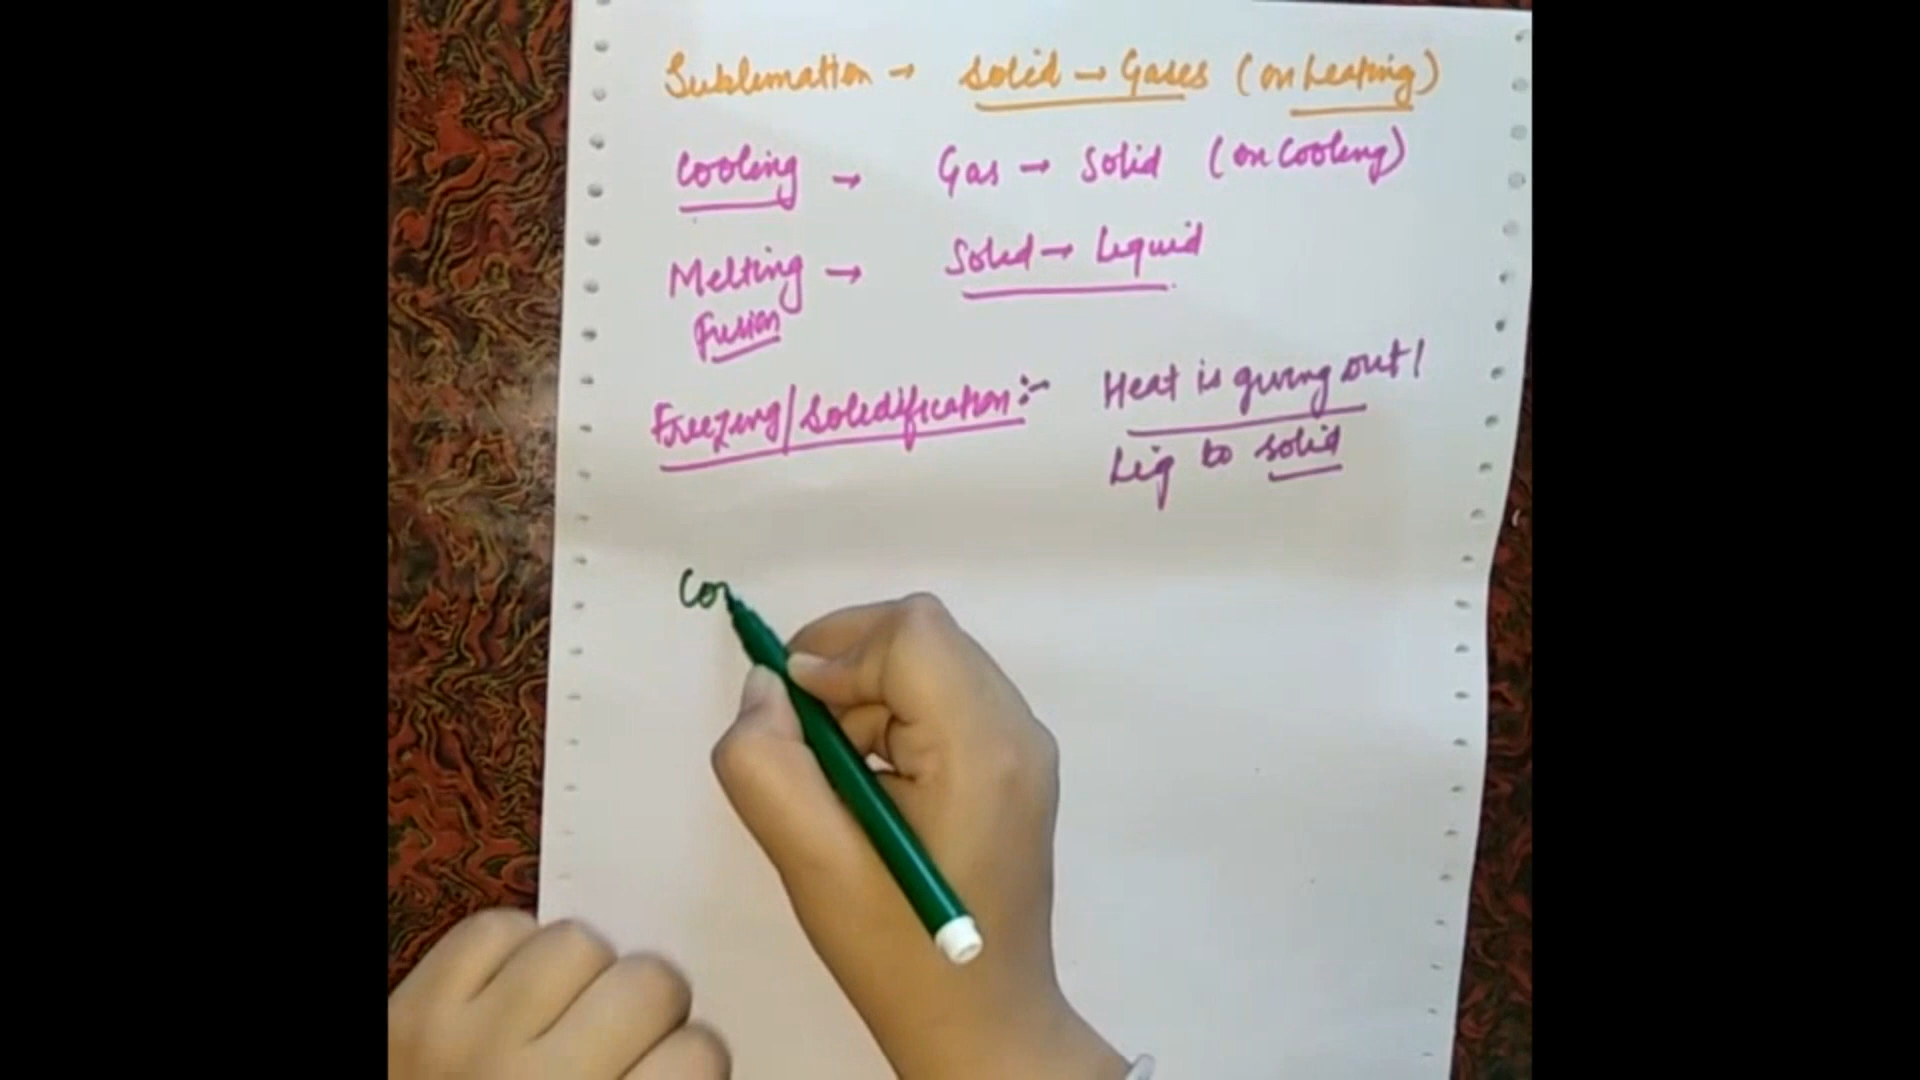 Sublimation → Solid → Gases (on heating)
Cooling → Gas → Solid (on Cooling)
Melting → Solid → Liquid
Fusion
Freezing/Solidification:- Heat is giving out/
Liq to solid
Con